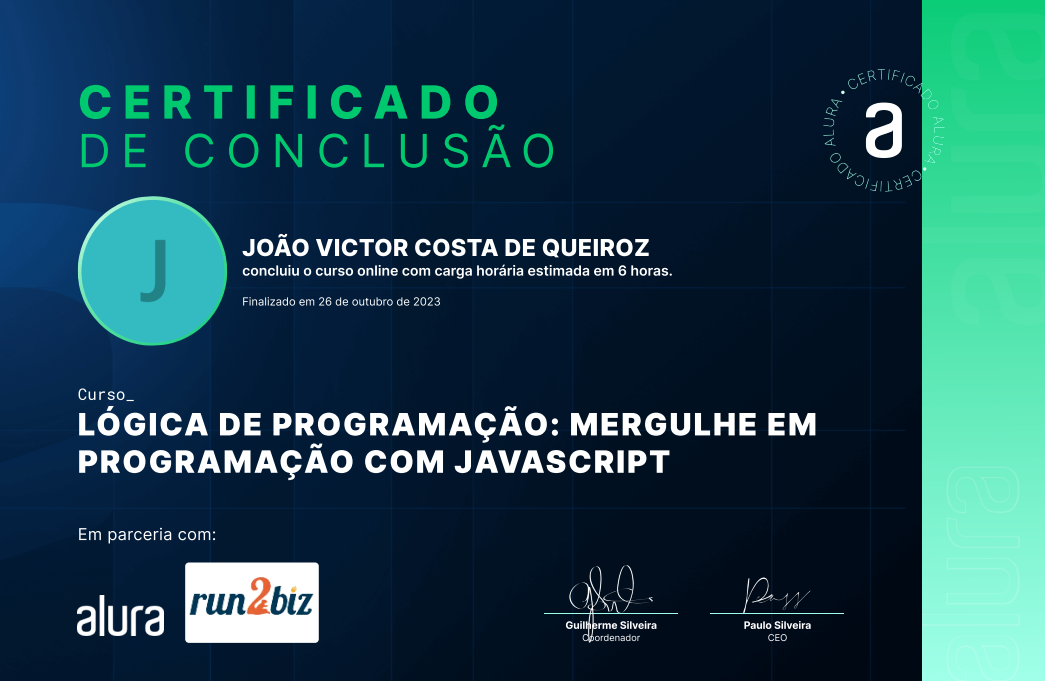 CERTIFICADO
DE CONCLUSÃO
• CERTIFICADO ALURA • CERTIFICADO ALURA
a
J
JOÃO VICTOR COSTA DE QUEIROZ
concluiu o curso online com carga horária estimada em 6 horas.
Finalizado em 26 de outubro de 2023
Curso_
LÓGICA DE PROGRAMAÇÃO: MERGULHE EM
PROGRAMAÇÃO COM JAVASCRIPT
Em parceria com:
alura
run2biz
Guilherme Silveira
Coordenador
Paulo Silveira
CEO
alura
alura